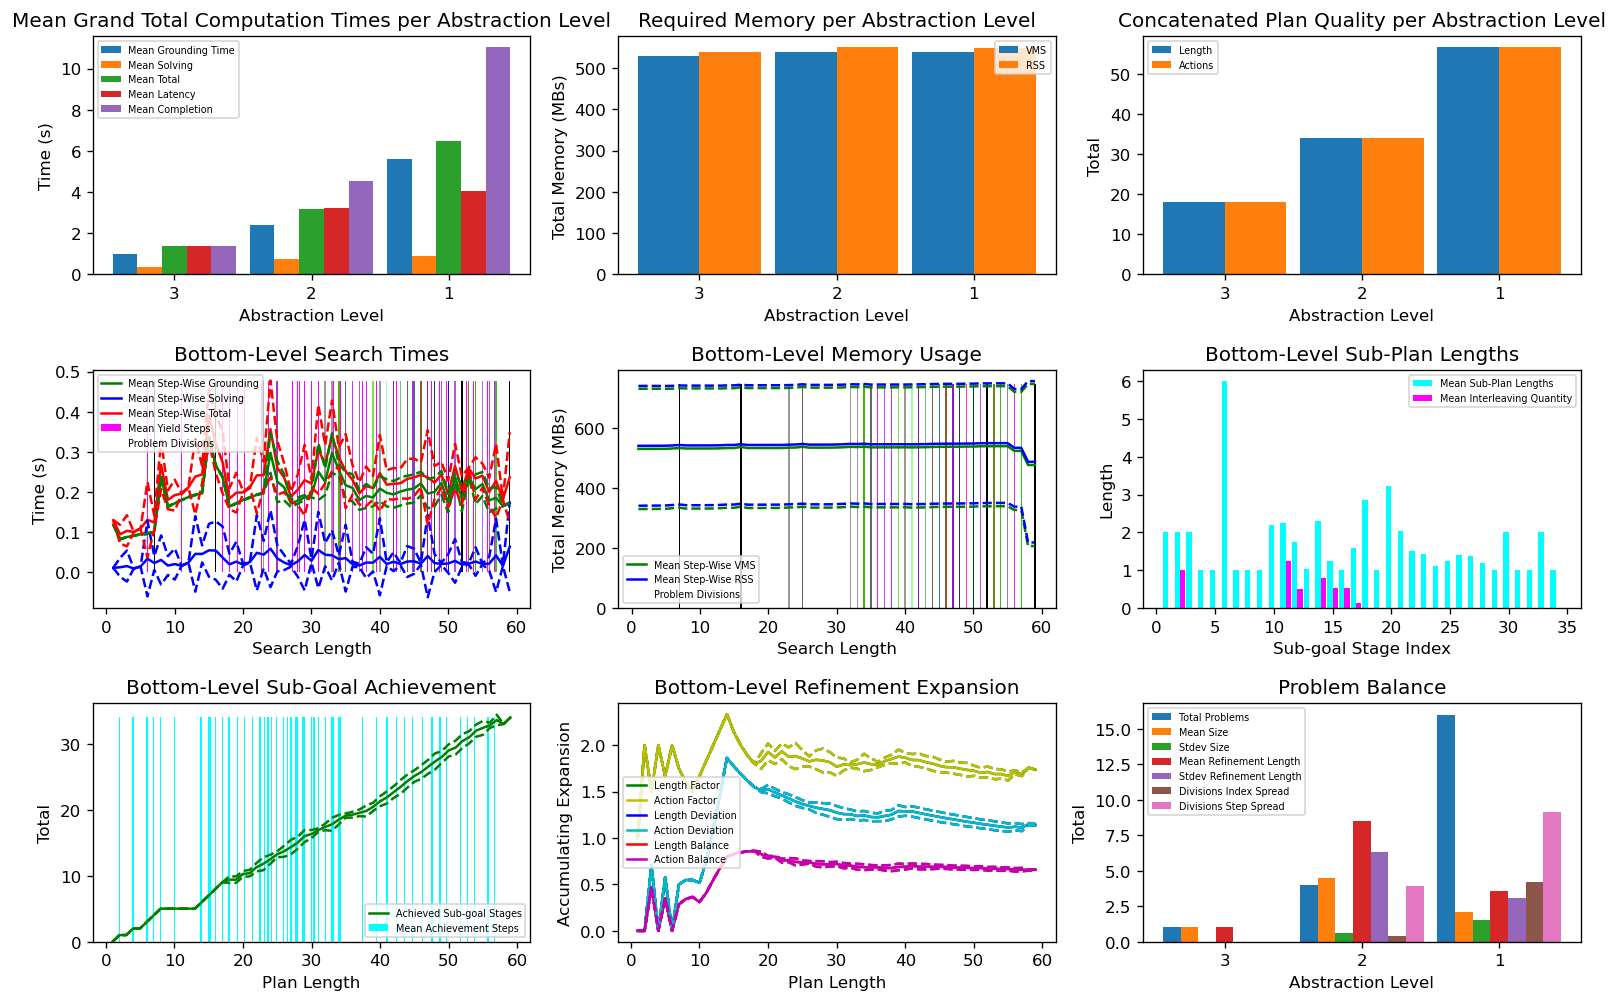 Mean Grand Total Computation Times per Abstraction Level
Time (s)
10
8
6
4
2
0
Mean Grounding Time
Mean Solving
Mean Total
Mean Latency
Mean Completion
3 2 1
Abstraction Level
Required Memory per Abstraction Level
Total Memory (MBs)
500
400
300
200
100
0
VMS
RSS
3 2 1
Abstraction Level
Concatenated Plan Quality per Abstraction Level
Total
50
40
30
20
10
0
Length
Actions
3 2 1
Abstraction Level
Bottom-Level Search Times
Time (s)
0.5
0.4
0.3
0.2
0.1
0.0
Mean Step-Wise Grounding
Mean Step-Wise Solving
Mean Step-Wise Total
Mean Yield Steps
Problem Divisions
0 10 20 30 40 50 60
Search Length
Bottom-Level Memory Usage
Total Memory (MBs)
600
400
200
0
Mean Step-Wise VMS
Mean Step-Wise RSS
Problem Divisions
0 10 20 30 40 50 60
Search Length
Bottom-Level Sub-Plan Lengths
Length
6
5
4
3
2
1
0
Mean Sub-Plan Lengths
Mean Interleaving Quantity
0 5 10 15 20 25 30 35
Sub-goal Stage Index
Bottom-Level Sub-Goal Achievement
Total
30
20
10
0
Achieved Sub-goal Stages
Mean Achievement Steps
0 10 20 30 40 50 60
Plan Length
Bottom-Level Refinement Expansion
Accumulating Expansion
2.0
1.5
1.0
0.5
0.0
Length Factor
Action Factor
Length Deviation
Action Deviation
Length Balance
Action Balance
0 10 20 30 40 50 60
Plan Length
Problem Balance
Total
15.0
12.5
10.0
7.5
5.0
2.5
0.0
Total Problems
Mean Size
Stdev Size
Mean Refinement Length
Stdev Refinement Length
Divisions Index Spread
Divisions Step Spread
3 2 1
Abstraction Level